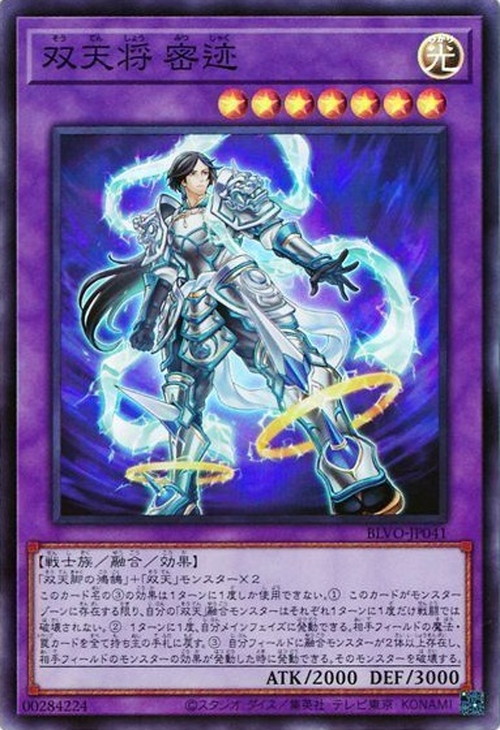 双天将 密迹
光
BLVO-JP041
【戦士族／融合／効果】
「双天脚の鴻鵠」+「双天」モンスター×2
このカード名の③の効果は1ターンに1度しか使用できない。① このカードがモンスター
ゾーンに存在する限り、自分の「双天」融合モンスターはそれぞれ1ターンに1度だけ戦闘では
破壊されない。② 1ターンに1度、自分メインフェイズに発動できる。相手フィールドの魔法・
罠カードを全て持ち主の手札に戻す。③ 自分フィールドに融合モンスターが2体以上存在し、
相手フィールドのモンスターの効果が発動した時に発動できる。そのモンスターを破壊する。
ATK/2000 DEF/3000
00284224 ©スタジオ・ダイス／集英社・テレビ東京・KONAMI